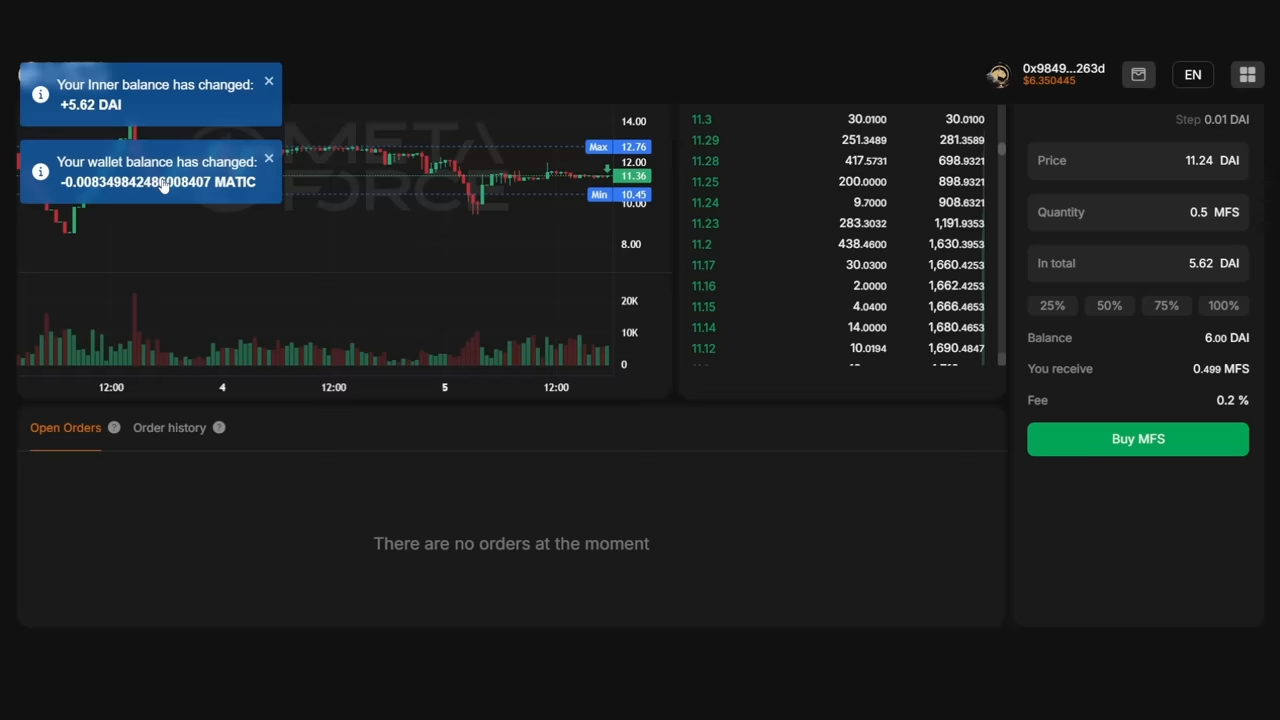 Your Inner balance has changed:
+5.62 DAI
Your wallet balance has changed:
-0.008349842486008407 MATIC
0x9849...263d
$6.350445
EN
META
FORCE
14.00
Max 12.76
12.00
11.36
Min 10.45
10.00
8.00
20K
10K
0
12:00 4 12:00 5 12:00
11.3 30.0100 30.0100
11.29 251.3489 281.3589
11.28 417.5731 698.9321
11.25 200.0000 898.9321
11.24 9.7000 908.6321
11.23 283.3032 1,191.9353
11.2 438.4600 1,630.3953
11.17 30.0300 1,660.4253
11.16 2.0000 1,662.4253
11.15 4.0400 1,666.4653
11.14 14.0000 1,680.4653
11.12 10.0194 1,690.4847
Step 0.01 DAI
Price 11.24 DAI
Quantity 0.5 MFS
In total 5.62 DAI
25% 50% 75% 100%
Balance 6.00 DAI
You receive 0.499 MFS
Fee 0.2 %
Buy MFS
Open Orders ? Order history ?
There are no orders at the moment